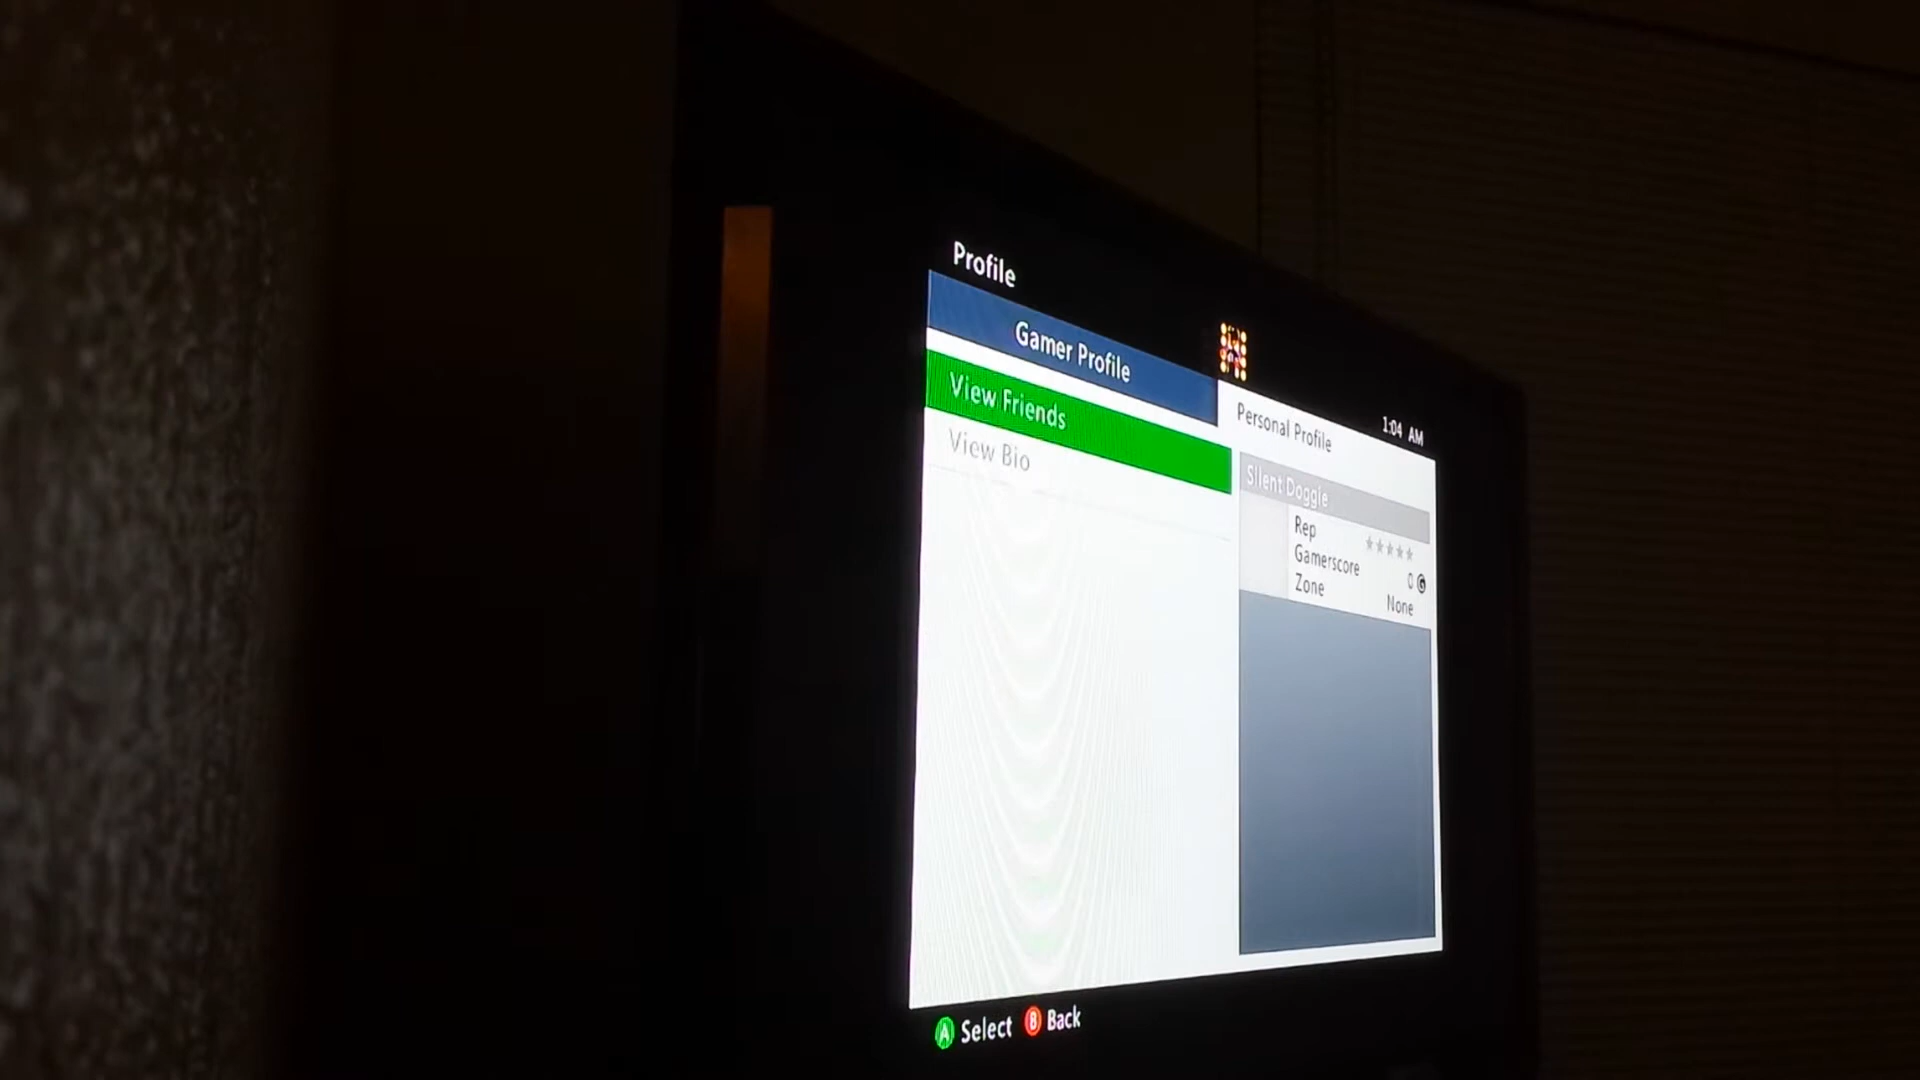 Profile
Gamer Profile
View Friends
View Bio
1:04 AM
Personal Profile
Silent Doggie
Rep ★★★★★
Gamerscore 0 G
Zone None
A Select B Back